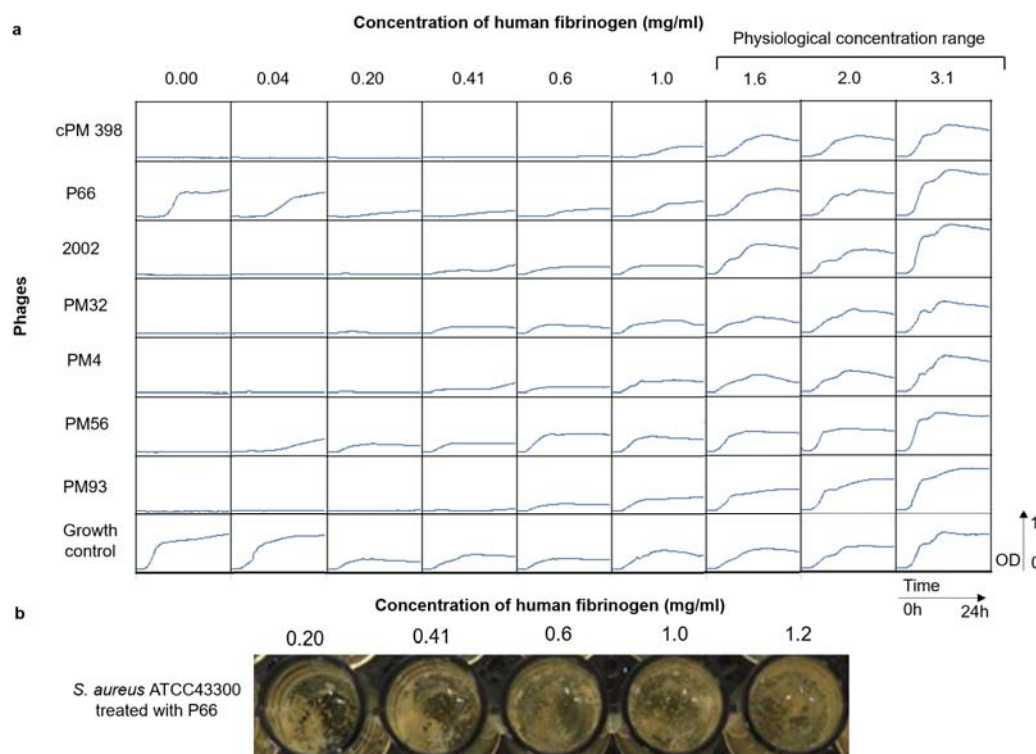 a
Concentration of human fibrinogen (mg/ml)
Physiological concentration range
0.00 0.04 0.20 0.41 0.6 1.0 1.6 2.0 3.1
Phages
cPM 398
P66
2002
PM32
PM4
PM56
PM93
Growth
control
1
OD 0
Time
0h 24h
b
Concentration of human fibrinogen (mg/ml)
0.20 0.41 0.6 1.0 1.2
S. aureus ATCC43300
treated with P66